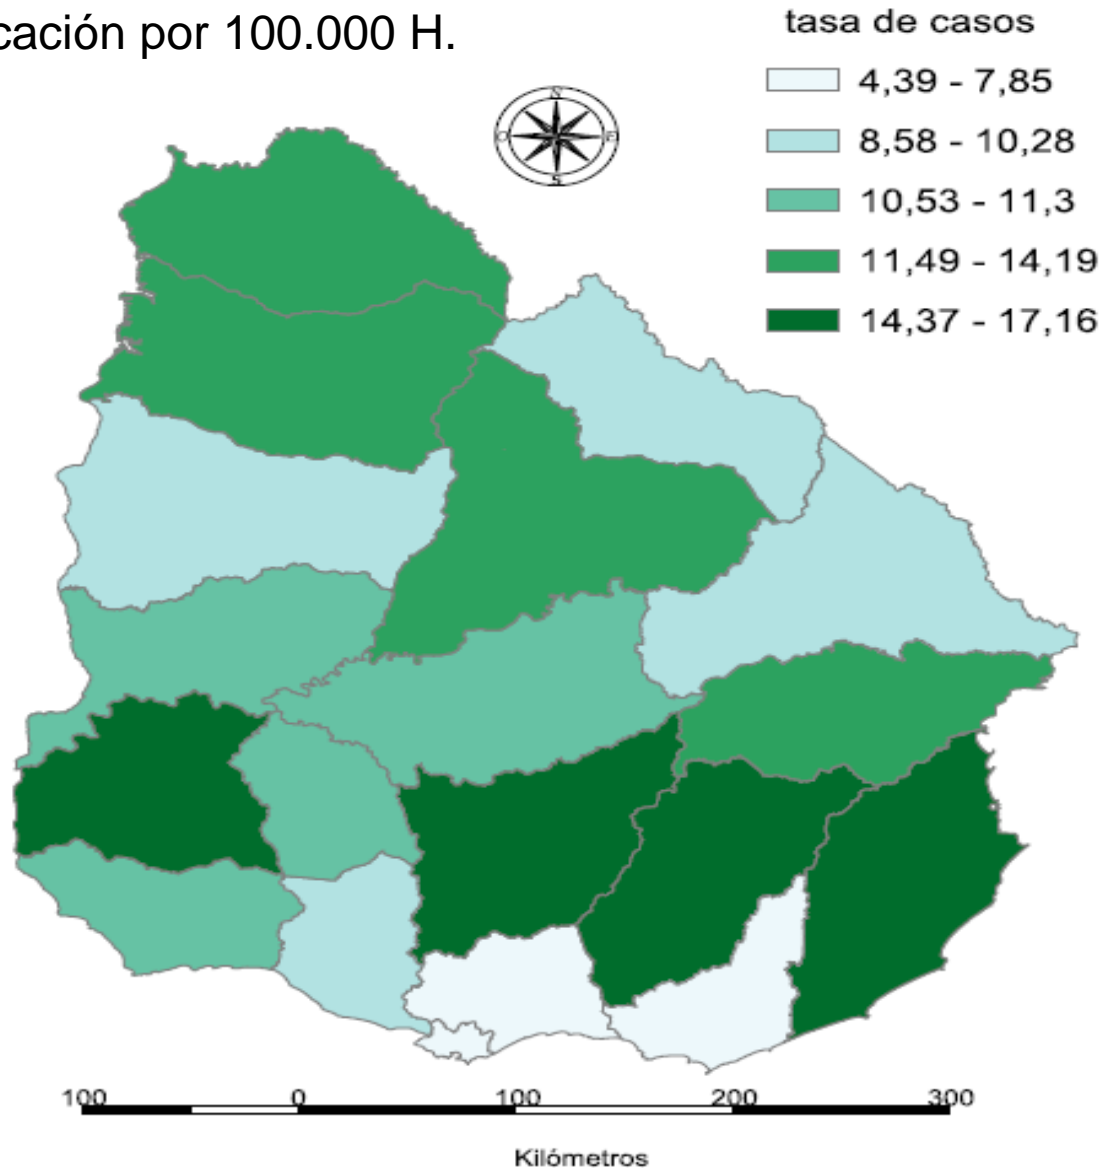 cación por 100.000 H.
tasa de casos
4,39 - 7,85
8,58 - 10,28
10,53 - 11,3
11,49 - 14,19
14,37 - 17,16
N
O E
S
100 0 100 200 300
Kilómetros